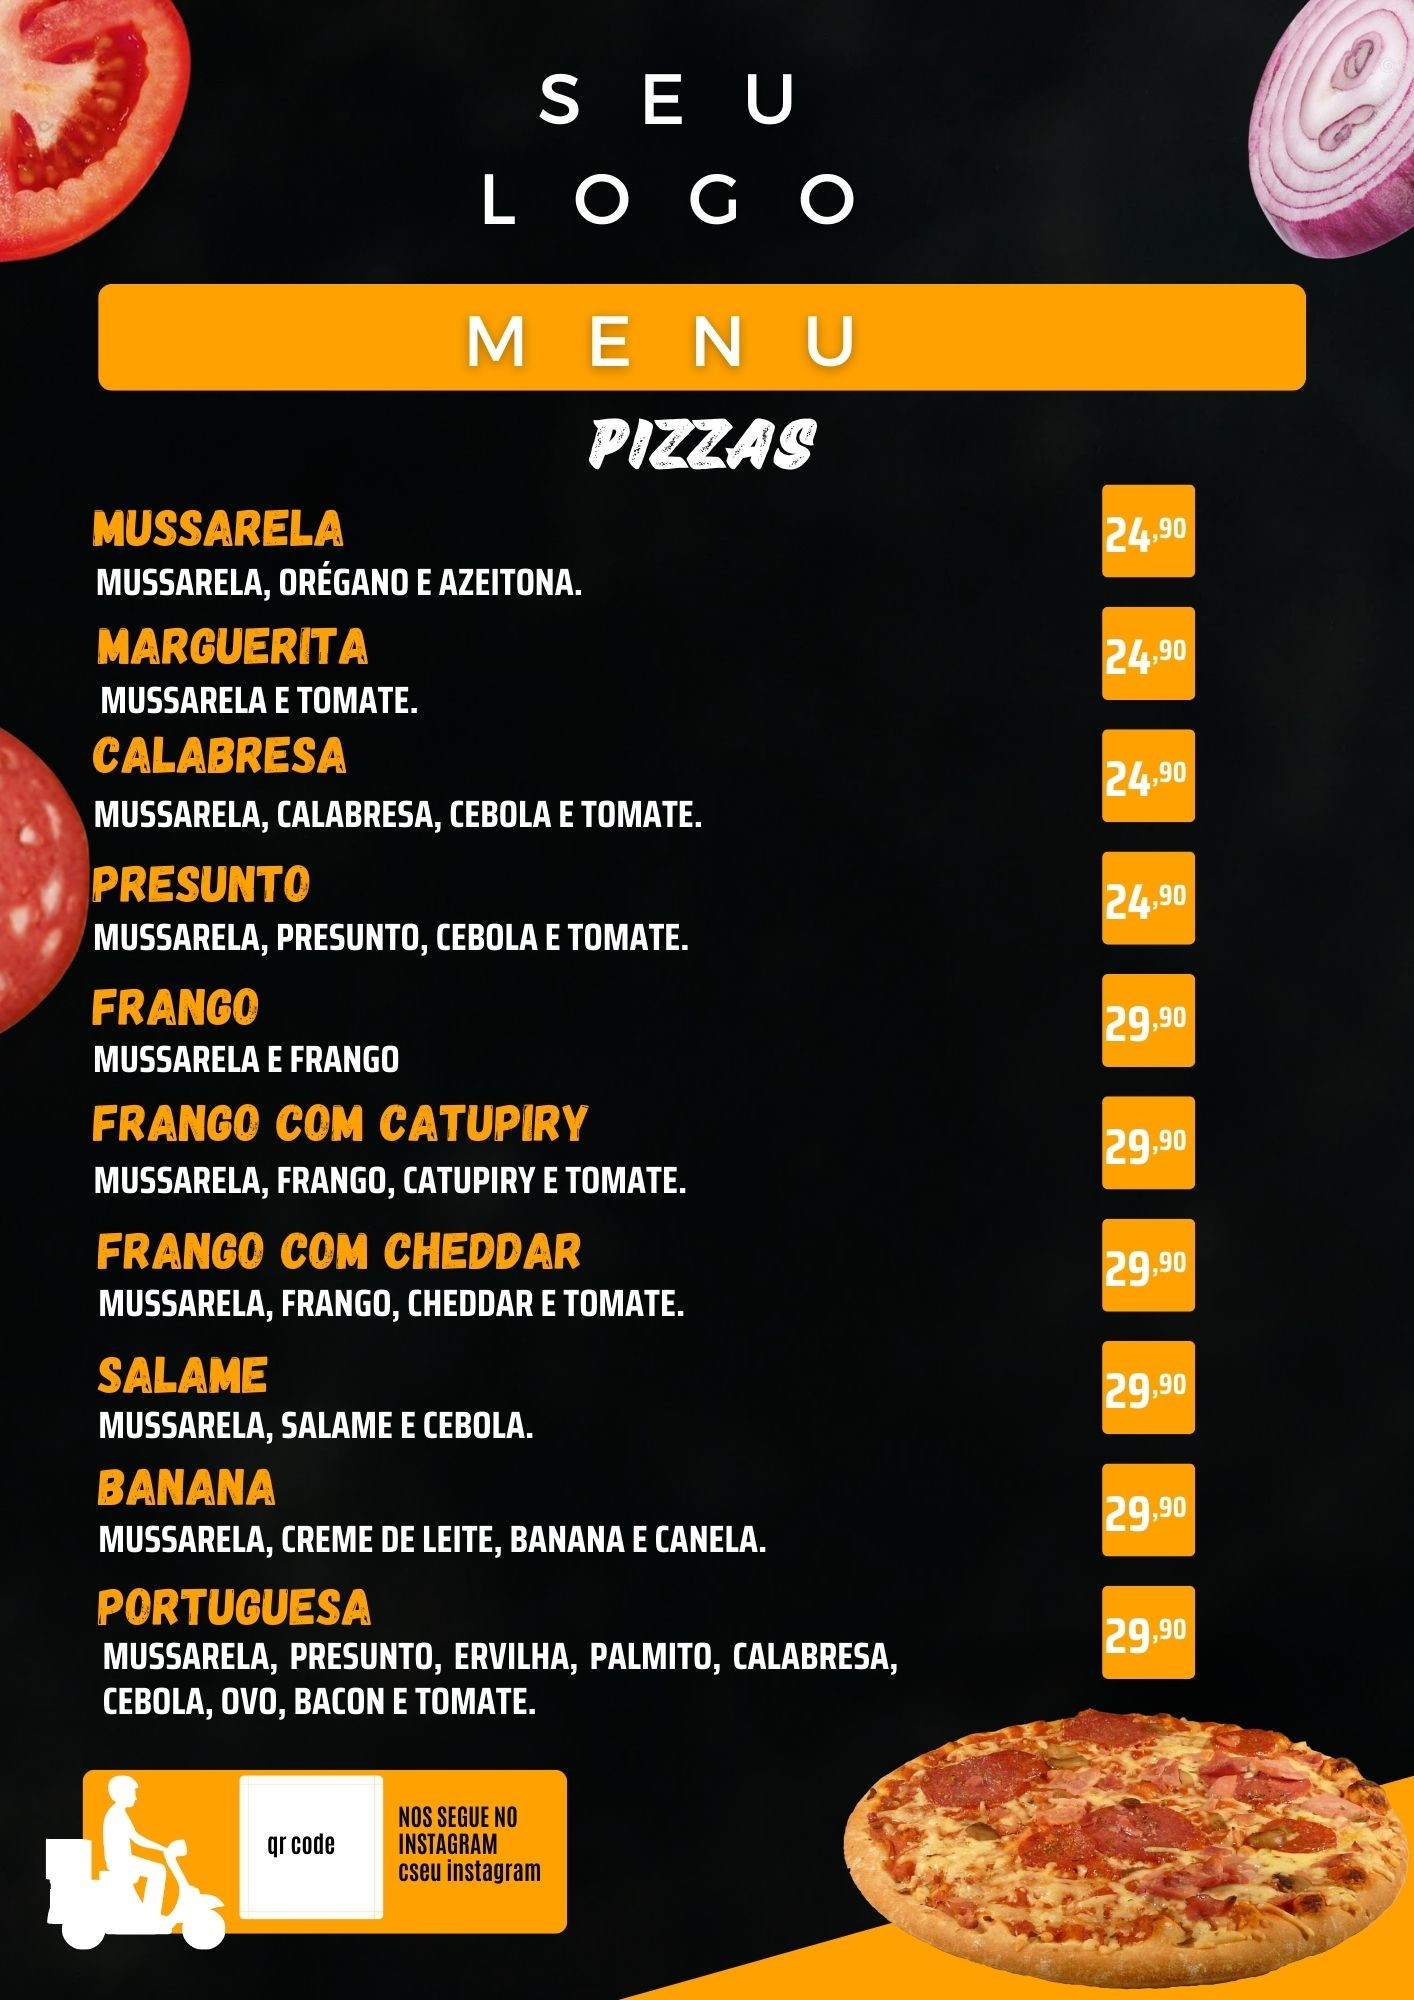 SEU
LOGO
MENU
PIZZAS
MUSSARELA
24,90
MUSSARELA, ORÉGANO E AZEITONA.
MARGUERITA
24,90
MUSSARELA E TOMATE.
CALABRESA
24,90
MUSSARELA, CALABRESA, CEBOLA E TOMATE.
PRESUNTO
24,90
MUSSARELA, PRESUNTO, CEBOLA E TOMATE.
FRANGO
29,90
MUSSARELA E FRANGO
FRANGO COM CATUPIRY
29,90
MUSSARELA, FRANGO, CATUPIRY E TOMATE.
FRANGO COM CHEDDAR
29,90
MUSSARELA, FRANGO, CHEDDAR E TOMATE.
SALAME
29,90
MUSSARELA, SALAME E CEBOLA.
BANANA
29,90
MUSSARELA, CREME DE LEITE, BANANA E CANELA.
PORTUGUESA
29,90
MUSSARELA, PRESUNTO, ERVILHA, PALMITO, CALABRESA,
CEBOLA, OVO, BACON E TOMATE.
qr code
NOS SEGUE NO
INSTAGRAM
cseu instagram